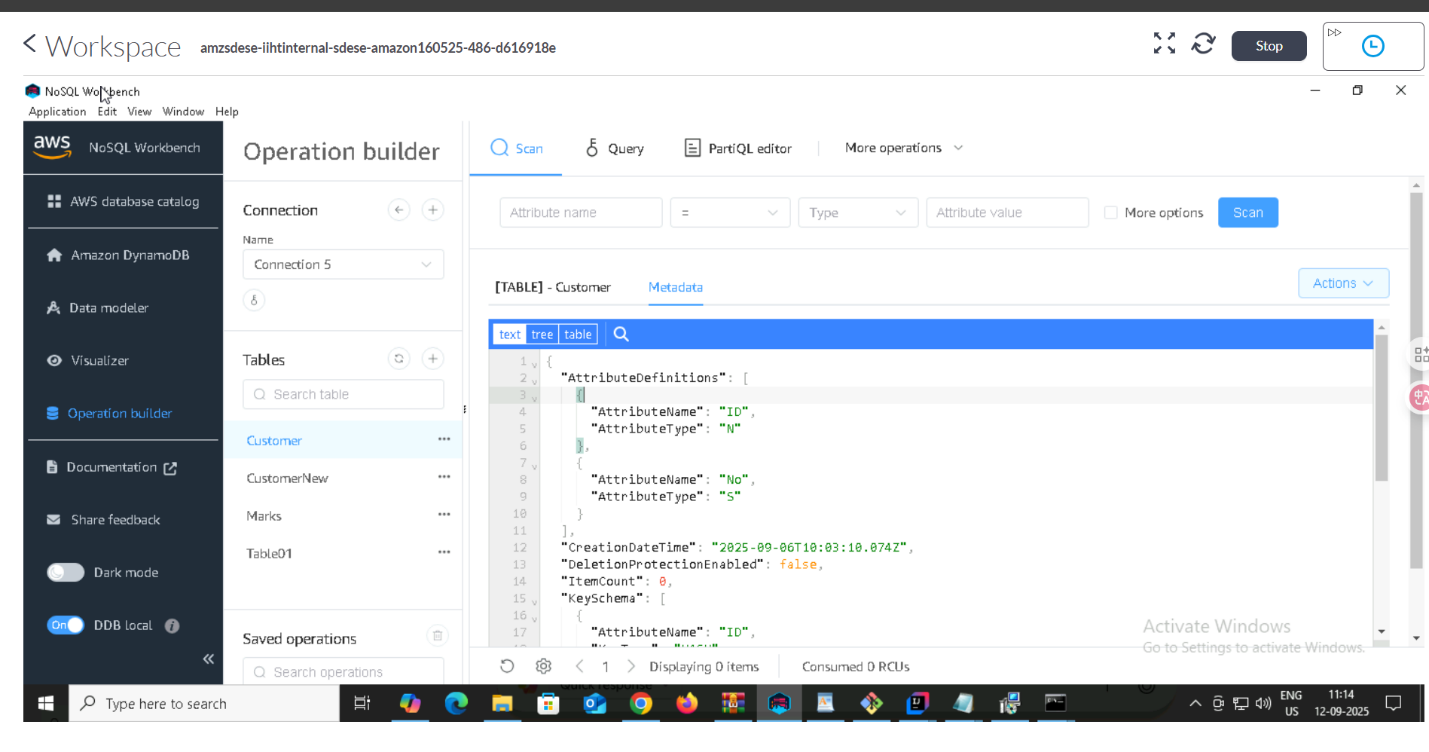 Workspace amzsdese-iihtinternal-sdese-amazon160525-486-d616918e Stop
NoSQL Workbench
Application Edit View Window Help
aws NoSQL Workbench
AWS database catalog
Amazon DynamoDB
Data modeler
Visualizer
Operation builder
Documentation
Share feedback
Dark mode
On DDB local i
«
Operation builder
Connection
Name
Connection 5
Tables
Search table
Customer ...
CustomerNew ...
Marks ...
Table01 ...
Saved operations
Search operations
Scan Query PartiQL editor More operations
Attribute name = Type Attribute value More options Scan
[TABLE] - Customer Metadata Actions
text tree table
1 {
2 "AttributeDefinitions": [
3 {
4 "AttributeName": "ID",
5 "AttributeType": "N"
6 },
7 {
8 "AttributeName": "No",
9 "AttributeType": "S"
10 }
11 ],
12 "CreationDateTime": "2025-09-06T10:03:10.074Z",
13 "DeletionProtectionEnabled": false,
14 "ItemCount": 0,
15 "KeySchema": [
16 {
17 "AttributeName": "ID",
Activate Windows
Go to Settings to activate Windows.
< 1 > Displaying 0 items Consumed 0 RCUs
Type here to search
ENG
US
11:14
12-09-2025